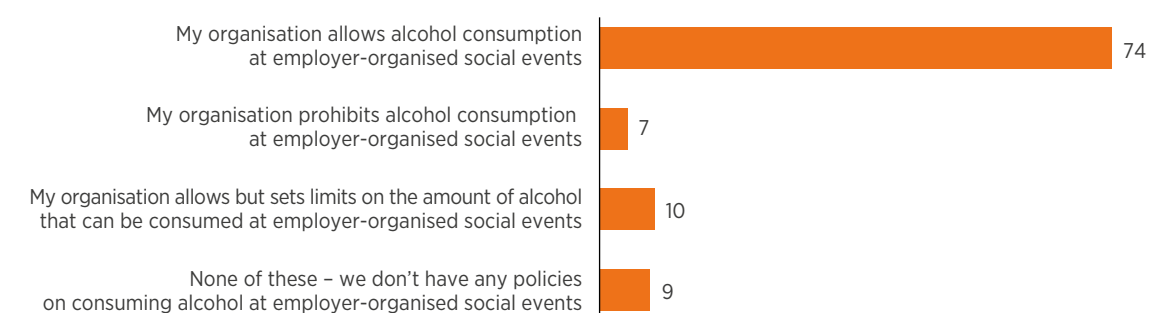 My organisation allows alcohol consumption
at employer-organised social events
74
My organisation prohibits alcohol consumption
at employer-organised social events
7
My organisation allows but sets limits on the amount of alcohol
that can be consumed at employer-organised social events
10
None of these – we don’t have any policies
on consuming alcohol at employer-organised social events
9